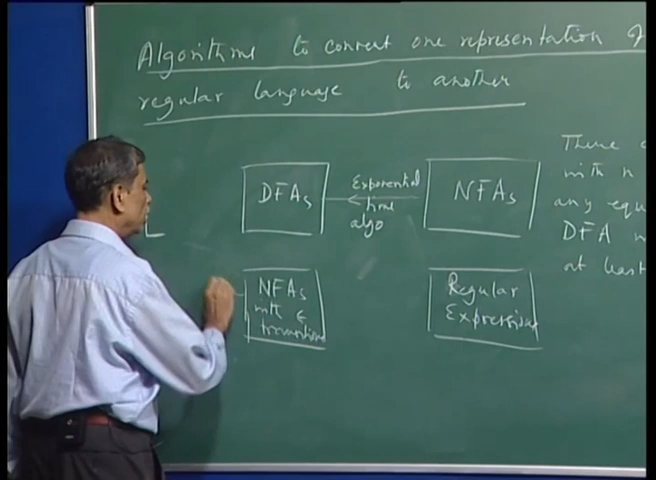 Algorithms to convert one representation of
regular language to another
DFAs
Exponential
time
algo
NFAs
NFAs
with ε
transitions
Regular
Expressions
L
There
with n
any equ
DFA
at least